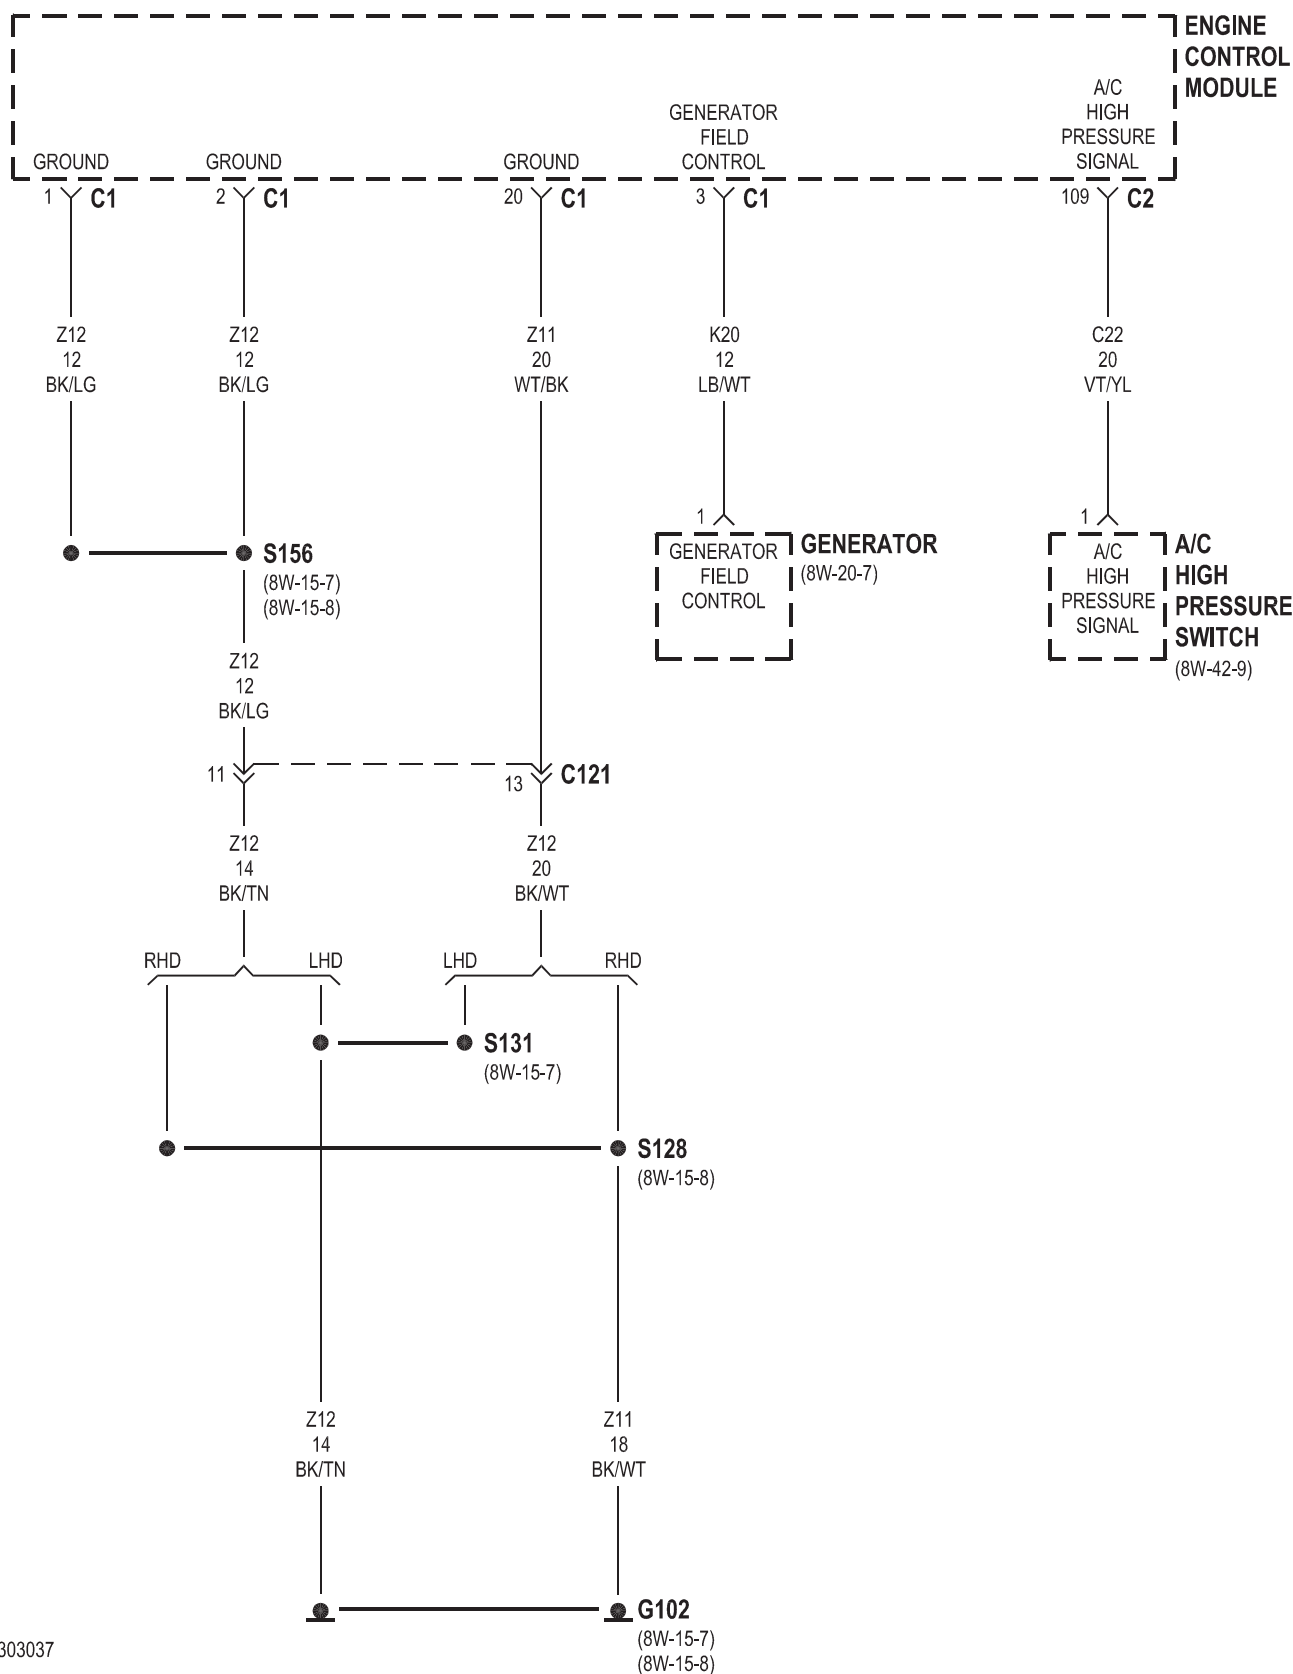 ENGINE
CONTROL
MODULE
A/C
HIGH
PRESSURE
SIGNAL
GENERATOR
FIELD
CONTROL
GROUND
GROUND
GROUND
1 C1
2 C1
20 C1
3 C1
109 C2
Z12
12
BK/LG
Z12
12
BK/LG
Z11
20
WT/BK
K20
12
LB/WT
C22
20
VT/YL
1
1
S156
(8W-15-7)
(8W-15-8)
GENERATOR
FIELD
CONTROL
GENERATOR
(8W-20-7)
A/C
HIGH
PRESSURE
SIGNAL
A/C
HIGH
PRESSURE
SWITCH
(8W-42-9)
Z12
12
BK/LG
11
13
C121
Z12
14
BK/TN
Z12
20
BK/WT
RHD
LHD
LHD
RHD
S131
(8W-15-7)
S128
(8W-15-8)
Z12
14
BK/TN
Z11
18
BK/WT
G102
(8W-15-7)
(8W-15-8)
303037